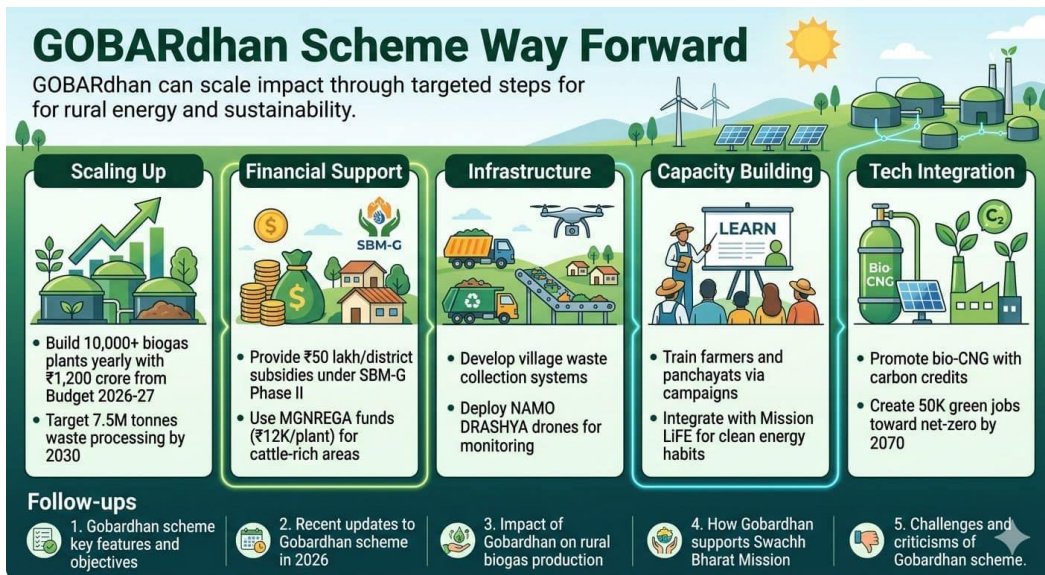 GOBARdhan Scheme Way Forward
GOBARdhan can scale impact through targeted steps for
for rural energy and sustainability.
Scaling Up
• Build 10,000+ biogas
plants yearly with
₹1,200 crore from
Budget 2026-27
• Target 7.5M tonnes
waste processing by
2030
Financial Support
$
SBM-G
$
• Provide ₹50 lakh/district
subsidies under SBM-G
Phase II
• Use MGNREGA funds
(₹12K/plant) for
cattle-rich areas
Infrastructure
• Develop village waste
collection systems
• Deploy NAMO
DRASHYA drones for
monitoring
Capacity Building
LEARN
• Train farmers and
panchayats via
campaigns
• Integrate with Mission
LiFE for clean energy
habits
Tech Integration
C₂
Bio-
CNG
• Promote bio-CNG with
carbon credits
• Create 50K green jobs
toward net-zero by
2070
Follow-ups
1. Gobardhan scheme
key features and
objectives
2. Recent updates to
Gobardhan scheme
in 2026
3. Impact of
Gobardhan on rural
biogas production
4. How Gobardhan
supports Swachh
Bharat Mission
5. Challenges and
criticisms of
Gobardhan scheme.